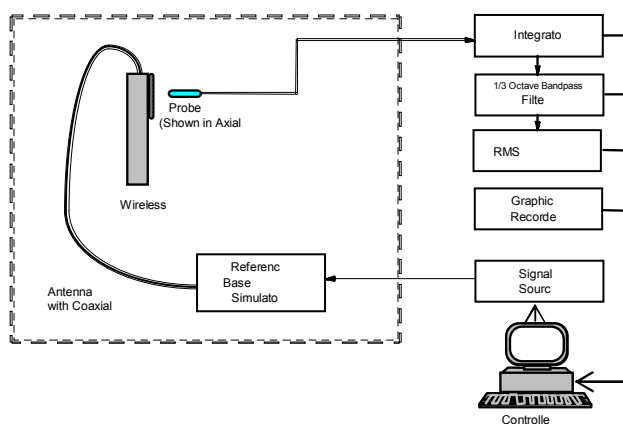 Integrato
1/3 Octave Bandpass
Filte
RMS
Graphic
Recorde
Probe
(Shown in Axial
Wireless
Referenc
Base
Simulato
Antenna
with Coaxial
Signal
Sourc
Controlle